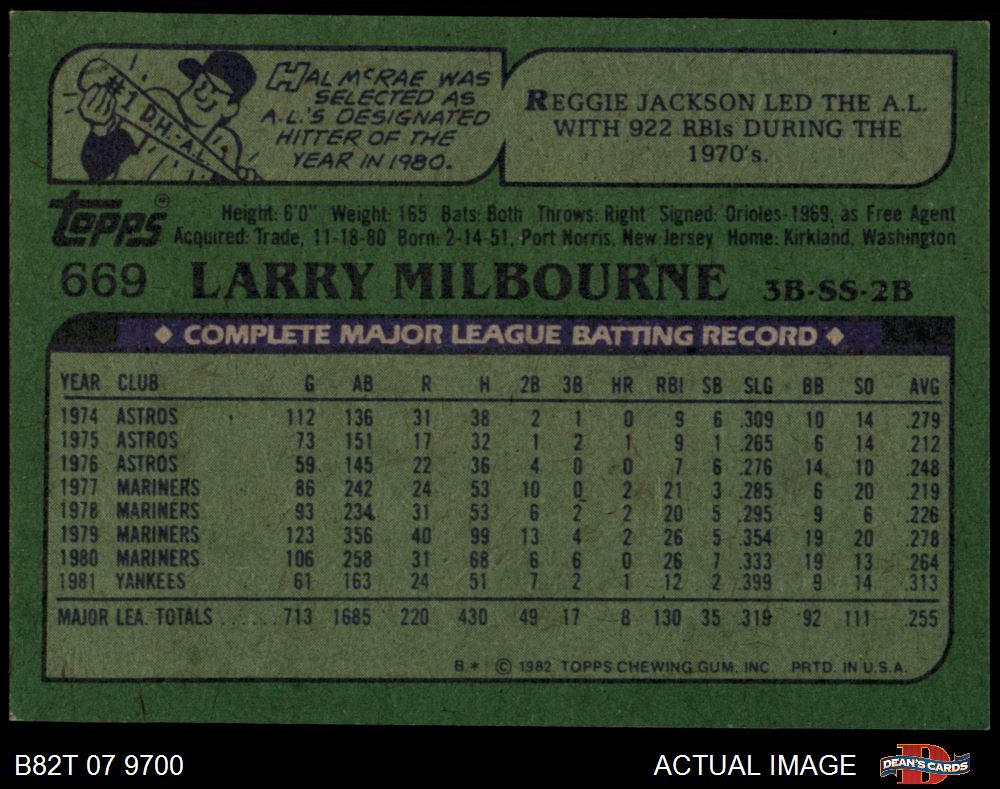 #1 D.H.-A.L.
HAL McRAE WAS
SELECTED AS
A.L.'S DESIGNATED
HITTER OF THE
YEAR IN 1980.
REGGIE JACKSON LED THE A.L.
WITH 922 RBIs DURING THE
1970's.
topps®
Height: 6'0" Weight: 165 Bats: Both Throws: Right Signed: Orioles-1969, as Free Agent
Acquired: Trade, 11-18-80 Born: 2-14-51, Port Norris, New Jersey Home: Kirkland, Washington
669 LARRY MILBOURNE 3B-SS-2B
◆ COMPLETE MAJOR LEAGUE BATTING RECORD ◆
YEAR CLUB G AB R H 2B 3B HR RBI SB SLG BB SO AVG
1974 ASTROS 112 136 31 38 2 1 0 9 6 .309 10 14 .279
1975 ASTROS 73 151 17 32 1 2 1 9 1 .265 6 14 .212
1976 ASTROS 59 145 22 36 4 0 0 7 6 .276 14 10 .248
1977 MARINERS 86 242 24 53 10 0 2 21 3 .285 6 20 .219
1978 MARINERS 93 234 31 53 6 2 2 20 5 .295 9 6 .226
1979 MARINERS 123 356 40 99 13 4 2 26 5 .354 19 20 .278
1980 MARINERS 106 258 31 68 6 6 0 26 7 .333 19 13 .264
1981 YANKEES 61 163 24 51 7 2 1 12 2 .399 9 14 .313
MAJOR LEA. TOTALS ...... 713 1685 220 430 49 17 8 130 35 .319 92 111 .255
B* © 1982 TOPPS CHEWING GUM, INC. PRTD. IN U.S.A.
B82T 07 9700
ACTUAL IMAGE
D
DEAN'S CARDS